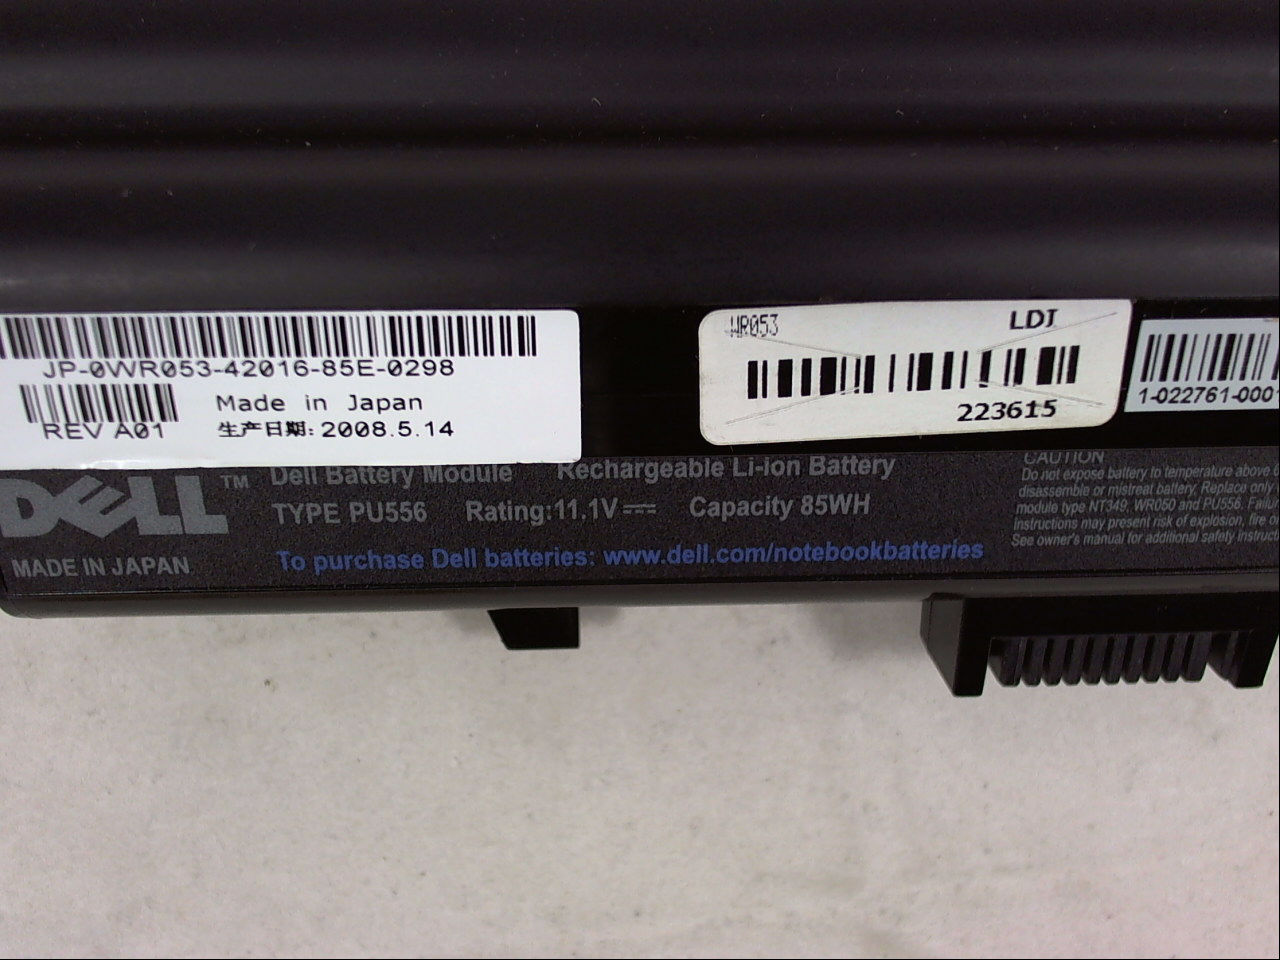 JP-0WR053-42016-85E-0298
Made in Japan
REV A01
生产日期: 2008.5.14
WR053
LDJ
223615
1-022761-0001
DELL™
MADE IN JAPAN
Dell Battery Module Rechargeable Li-ion Battery
TYPE PU556 Rating:11.1V⎓ Capacity 85WH
To purchase Dell batteries: www.dell.com/notebookbatteries
CAUTION
Do not expose battery to temperature above
disassemble or mistreat battery. Replace only
module type NT349, WR050 and PU556.
instructions may present risk of explosion, fire
See owner's manual for additional safety